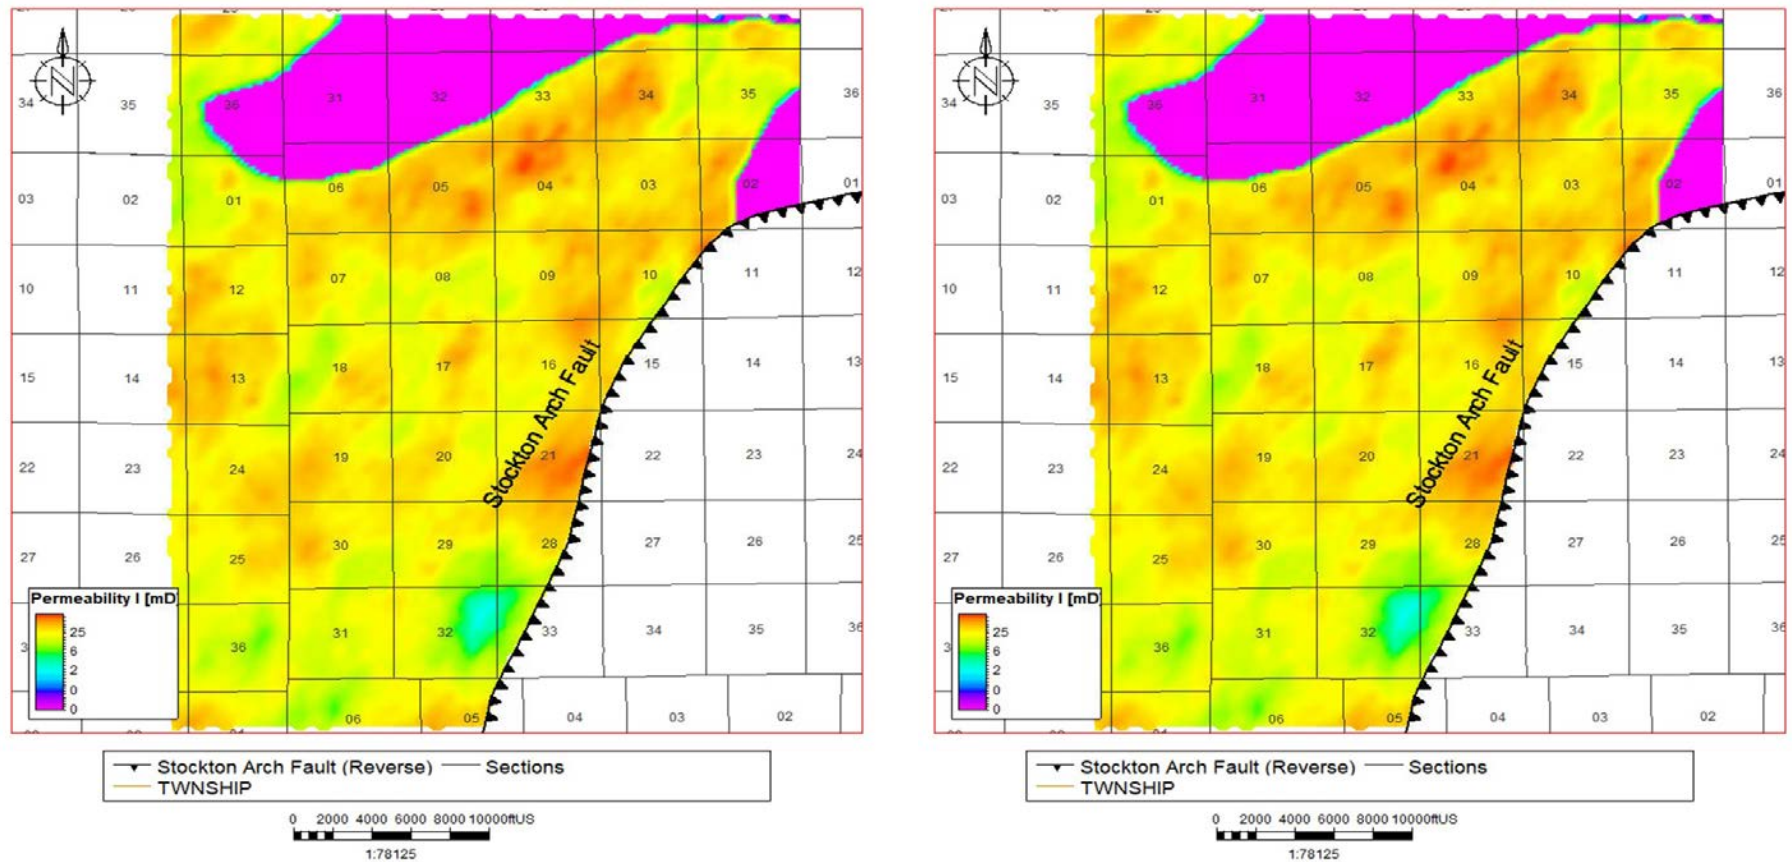 N
34 35 36 31 32 33 34 35 36
03 02 01 06 05 04 03 02 01
10 11 12 07 08 09 10 11 12
15 14 13 18 17 16 15 14 13
Stockton Arch Fault
22 23 24 19 20 21 22 23 24
27 26 25 30 29 28 27 26 25
36 31 32 33 34 35 36
06 05 04 03 02
Permeability I [mD]
25
6
2
0
0
Stockton Arch Fault (Reverse) Sections
TWNSHIP
0 2000 4000 6000 8000 10000ftUS
1:78125
N
34 35 36 31 32 33 34 35 36
03 02 01 06 05 04 03 02 01
10 11 12 07 08 09 10 11 12
15 14 13 18 17 16 15 14 13
Stockton Arch Fault
22 23 24 19 20 21 22 23 24
27 26 25 30 29 28 27 26 25
36 31 32 33 34 35 36
06 05 04 03 02
Permeability I [mD]
25
6
2
0
0
Stockton Arch Fault (Reverse) Sections
TWNSHIP
0 2000 4000 6000 8000 10000ftUS
1:78125